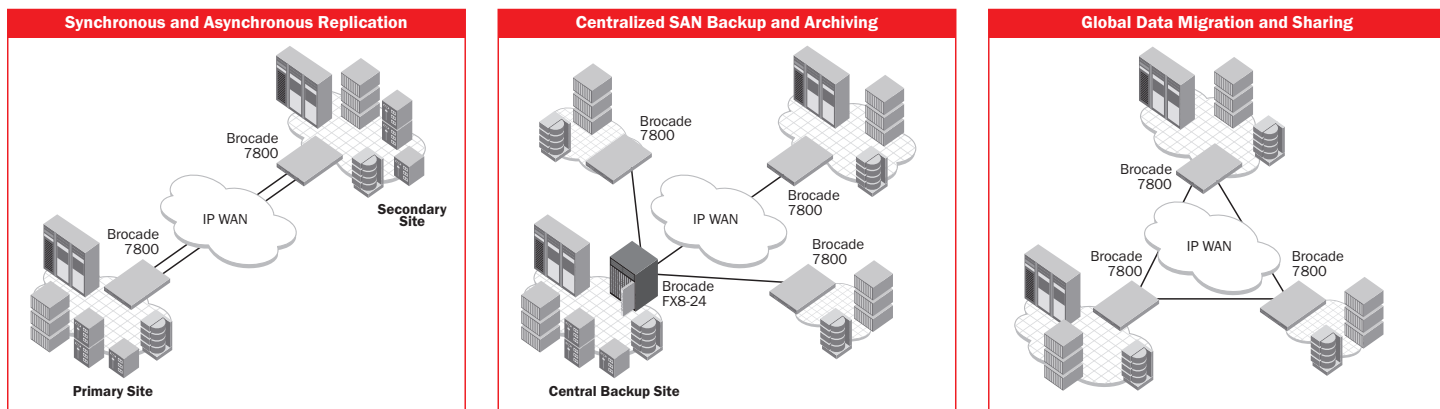 Synchronous and Asynchronous Replication
Brocade
7800
Secondary
Site
IP WAN
Brocade
7800
Primary Site
Centralized SAN Backup and Archiving
Brocade
7800
Brocade
7800
IP WAN
Brocade
7800
Brocade
FX8-24
Central Backup Site
Global Data Migration and Sharing
Brocade
7800
IP WAN
Brocade
7800
Brocade
7800